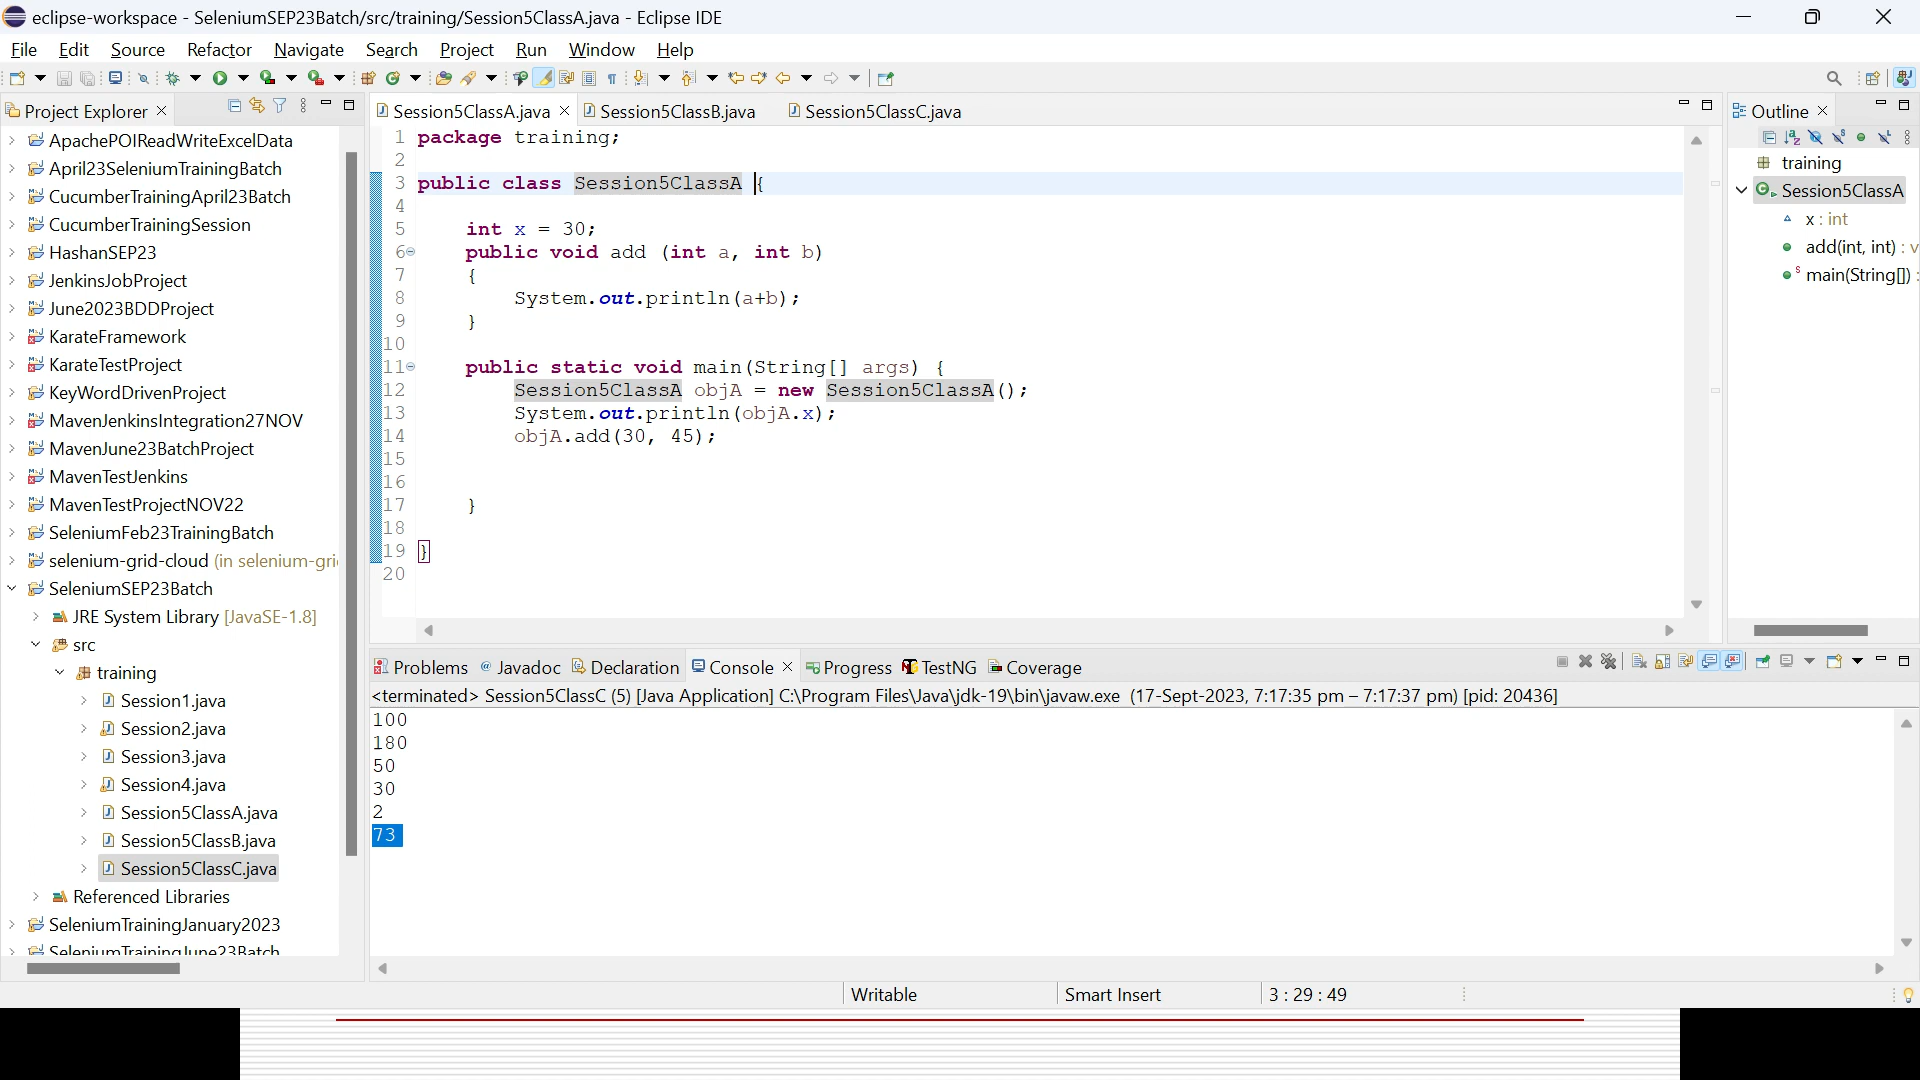 eclipse-workspace - SeleniumSEP23Batch/src/training/Session5ClassA.java - Eclipse IDE
File Edit Source Refactor Navigate Search Project Run Window Help
Project Explorer
ApachePOIReadWriteExcelData
April23SeleniumTrainingBatch
CucumberTrainingApril23Batch
CucumberTrainingSession
HashanSEP23
JenkinsJobProject
June2023BDDProject
KarateFramework
KarateTestProject
KeyWordDrivenProject
MavenJenkinsIntegration27NOV
MavenJune23BatchProject
MavenTestJenkins
MavenTestProjectNOV22
SeleniumFeb23TrainingBatch
selenium-grid-cloud (in selenium-gri
SeleniumSEP23Batch
JRE System Library [JavaSE-1.8]
src
training
Session1.java
Session2.java
Session3.java
Session4.java
Session5ClassA.java
Session5ClassB.java
Session5ClassC.java
Referenced Libraries
SeleniumTrainingJanuary2023
SeleniumTrainingJune23Batch
Session5ClassA.java Session5ClassB.java Session5ClassC.java
1 package training;
2
3 public class Session5ClassA {
4
5 int x = 30;
6 public void add (int a, int b)
7 {
8 System.out.println(a+b);
9 }
10
11 public static void main(String[] args) {
12 Session5ClassA objA = new Session5ClassA();
13 System.out.println(objA.x);
14 objA.add(30, 45);
15
16
17 }
18
19 }
20
Outline
training
Session5ClassA
x : int
add(int, int) : v
main(String[]) :
Problems @ Javadoc Declaration Console Progress TestNG Coverage
<terminated> Session5ClassC (5) [Java Application] C:\Program Files\Java\jdk-19\bin\javaw.exe (17-Sept-2023, 7:17:35 pm – 7:17:37 pm) [pid: 20436]
100
180
50
30
2
73
Writable Smart Insert 3 : 29 : 49